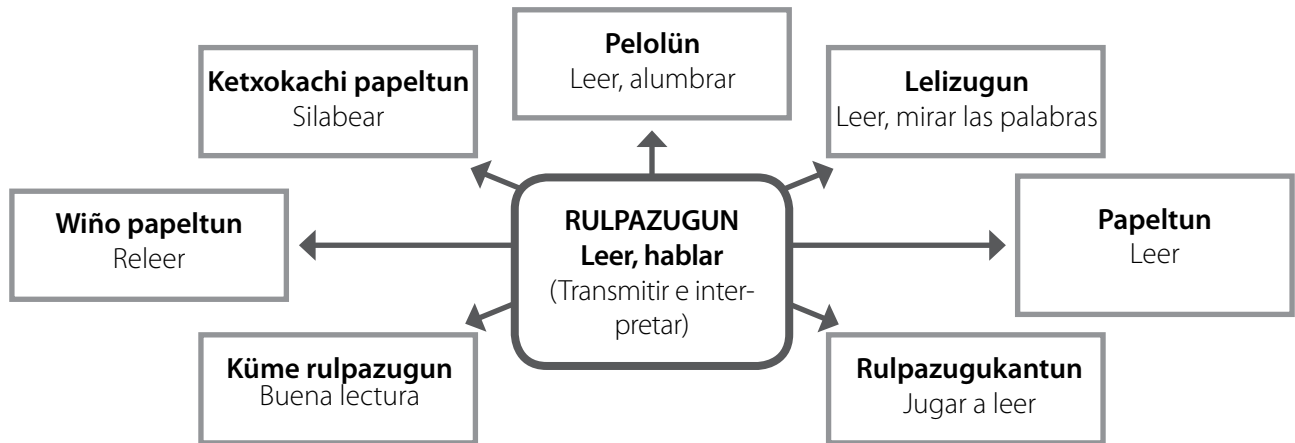 Pelolün
Leer, alumbrar
Ketxokachi papeltun
Silabear
Lelizugun
Leer, mirar las palabras
Wiño papeltun
Releer
RULPAZUGUN
Leer, hablar
(Transmitir e inter-
pretar)
Papeltun
Leer
Küme rulpazugun
Buena lectura
Rulpazugukantun
Jugar a leer